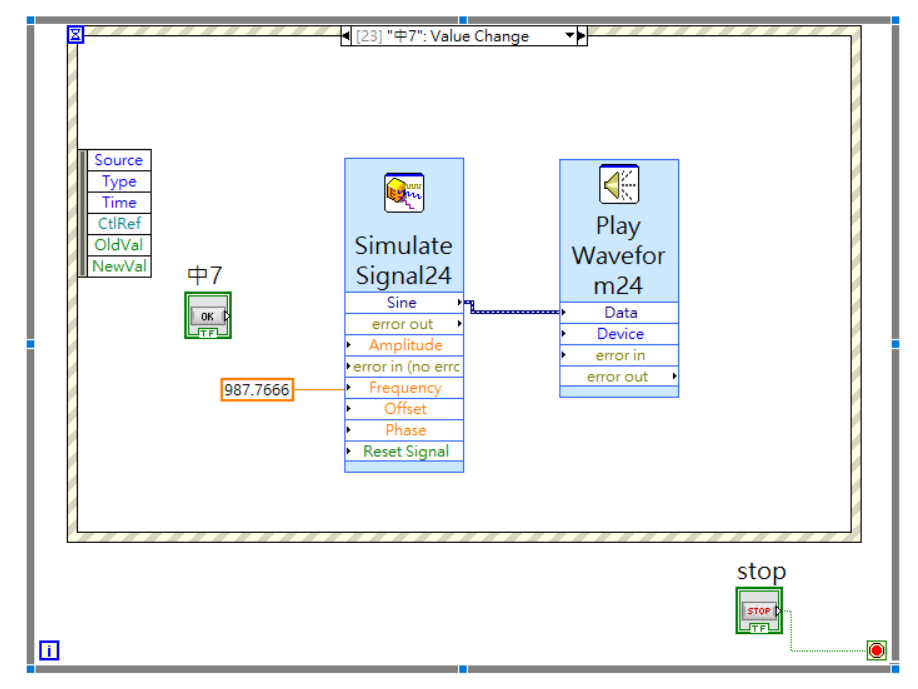 [23] "中7": Value Change
Source
Type
Time
CtlRef
OldVal
NewVal
中7
OK
TF
987.7666
Simulate
Signal24
Sine
error out
Amplitude
error in (no errc
Frequency
Offset
Phase
Reset Signal
Play
Wavefor
m24
Data
Device
error in
error out
stop
STOP
TF
i